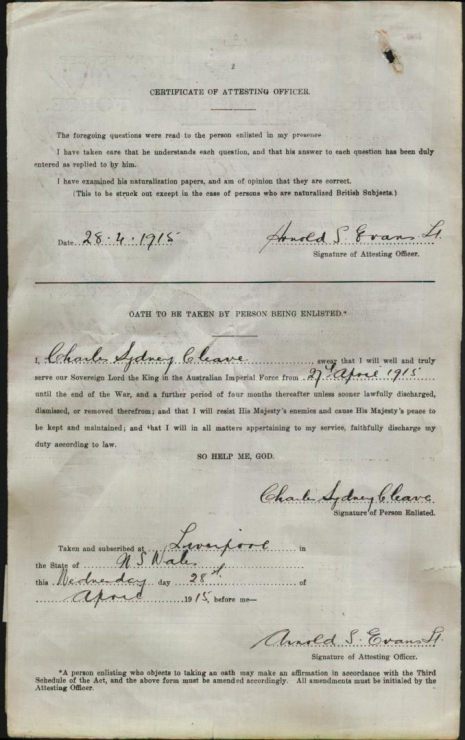 2
CERTIFICATE OF ATTESTING OFFICER.
The foregoing questions were read to the person enlisted in my presence
I have taken care that he understands each question, and that his answer to each question has been duly
entered as replied to by him.
I have examined his naturalization papers, and am of opinion that they are correct.
(This to be struck out except in the case of persons who are naturalized British Subjects.)
Date 28.4.1915 Arnold S Evans Lt.
Signature of Attesting Officer.
OATH TO BE TAKEN BY PERSON BEING ENLISTED.*
I, Charles Sydney Cleave swear that I will well and truly
serve our Sovereign Lord the King in the Australian Imperial Force from 27th April 1915
until the end of the War, and a further period of four months thereafter unless sooner lawfully discharged,
dismissed, or removed therefrom; and that I will resist His Majesty's enemies and cause His Majesty's peace to
be kept and maintained; and that I will in all matters appertaining to my service, faithfully discharge my
duty according to law.
SO HELP ME, GOD.
Charles Sydney Cleave
Signature of Person Enlisted.
Taken and subscribed at Liverpool in
the State of N S Wales
this Wednesday day 28th of
April 1915, before me—
Arnold S. Evans Lt.
Signature of Attesting Officer.
*A person enlisting who objects to taking an oath may make an affirmation in accordance with the Third
Schedule of the Act, and the above form must be amended accordingly. All amendments must be initialed by the
Attesting Officer.